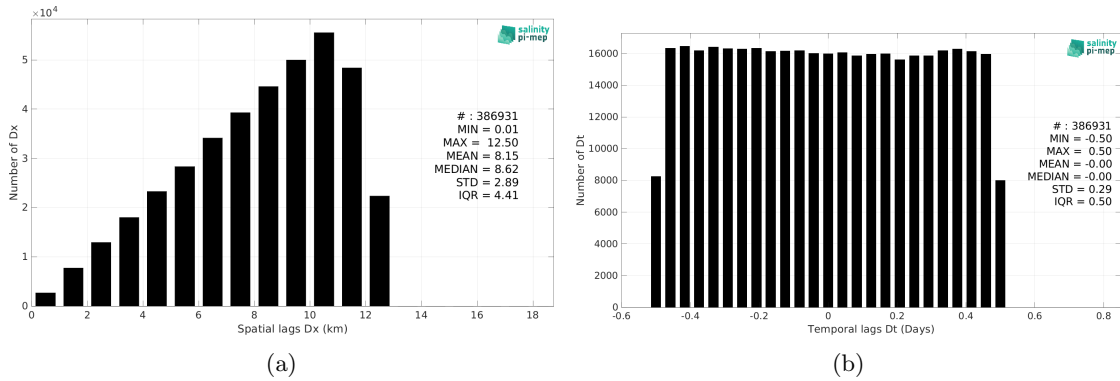 ×10⁴
5
4
3
2
1
0
Number of Dx
0 2 4 6 8 10 12 14 16 18
Spatial lags Dx (km)
salinity
pi-mep
# : 386931
MIN = 0.01
MAX = 12.50
MEAN = 8.15
MEDIAN = 8.62
STD = 2.89
IQR = 4.41
(a)
16000
14000
12000
10000
8000
6000
4000
2000
0
Number of Dt
-0.6 -0.4 -0.2 0 0.2 0.4 0.6 0.8
Temporal lags Dt (Days)
salinity
pi-mep
# : 386931
MIN = -0.50
MAX = 0.50
MEAN = -0.00
MEDIAN = -0.00
STD = 0.29
IQR = 0.50
(b)